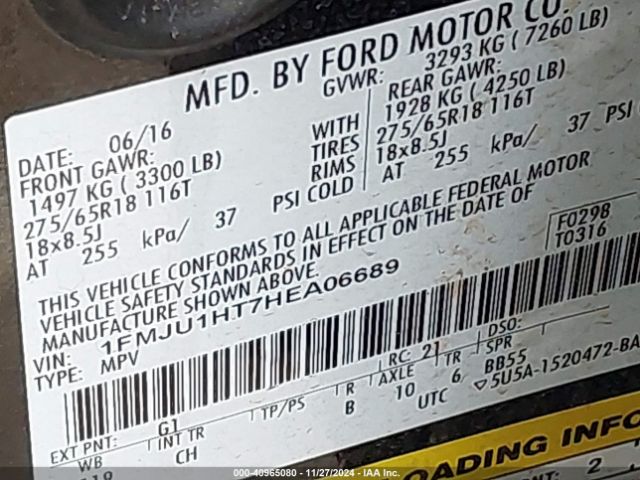 MFD. BY FORD MOTOR CO.
DATE: 06/16 GVWR: 3293 KG ( 7260 LB)
FRONT GAWR: REAR GAWR:
1497 KG ( 3300 LB) WITH 1928 KG ( 4250 LB)
275/65R18 116T TIRES 275/65R18 116T
18x8.5J RIMS 18x8.5J
AT 255 kPa/ 37 PSI COLD AT 255 kPa/ 37 PSI
THIS VEHICLE CONFORMS TO ALL APPLICABLE FEDERAL MOTOR
VEHICLE SAFETY STANDARDS IN EFFECT ON THE DATE OF
MANUFACTURE SHOWN ABOVE.
F0298
T0316
VIN: 1FMJU1HT7HEA06689
TYPE: MPV
RC: 21 DSO:
EXT PNT: G1
WB INT TR TP/PS R AXLE TR SPR
CH B 10 6 BB55
UTC 5U5A-1520472-BA
LOADING INFO
2
000-40965080 - 11/27/2024 - IAA Inc.